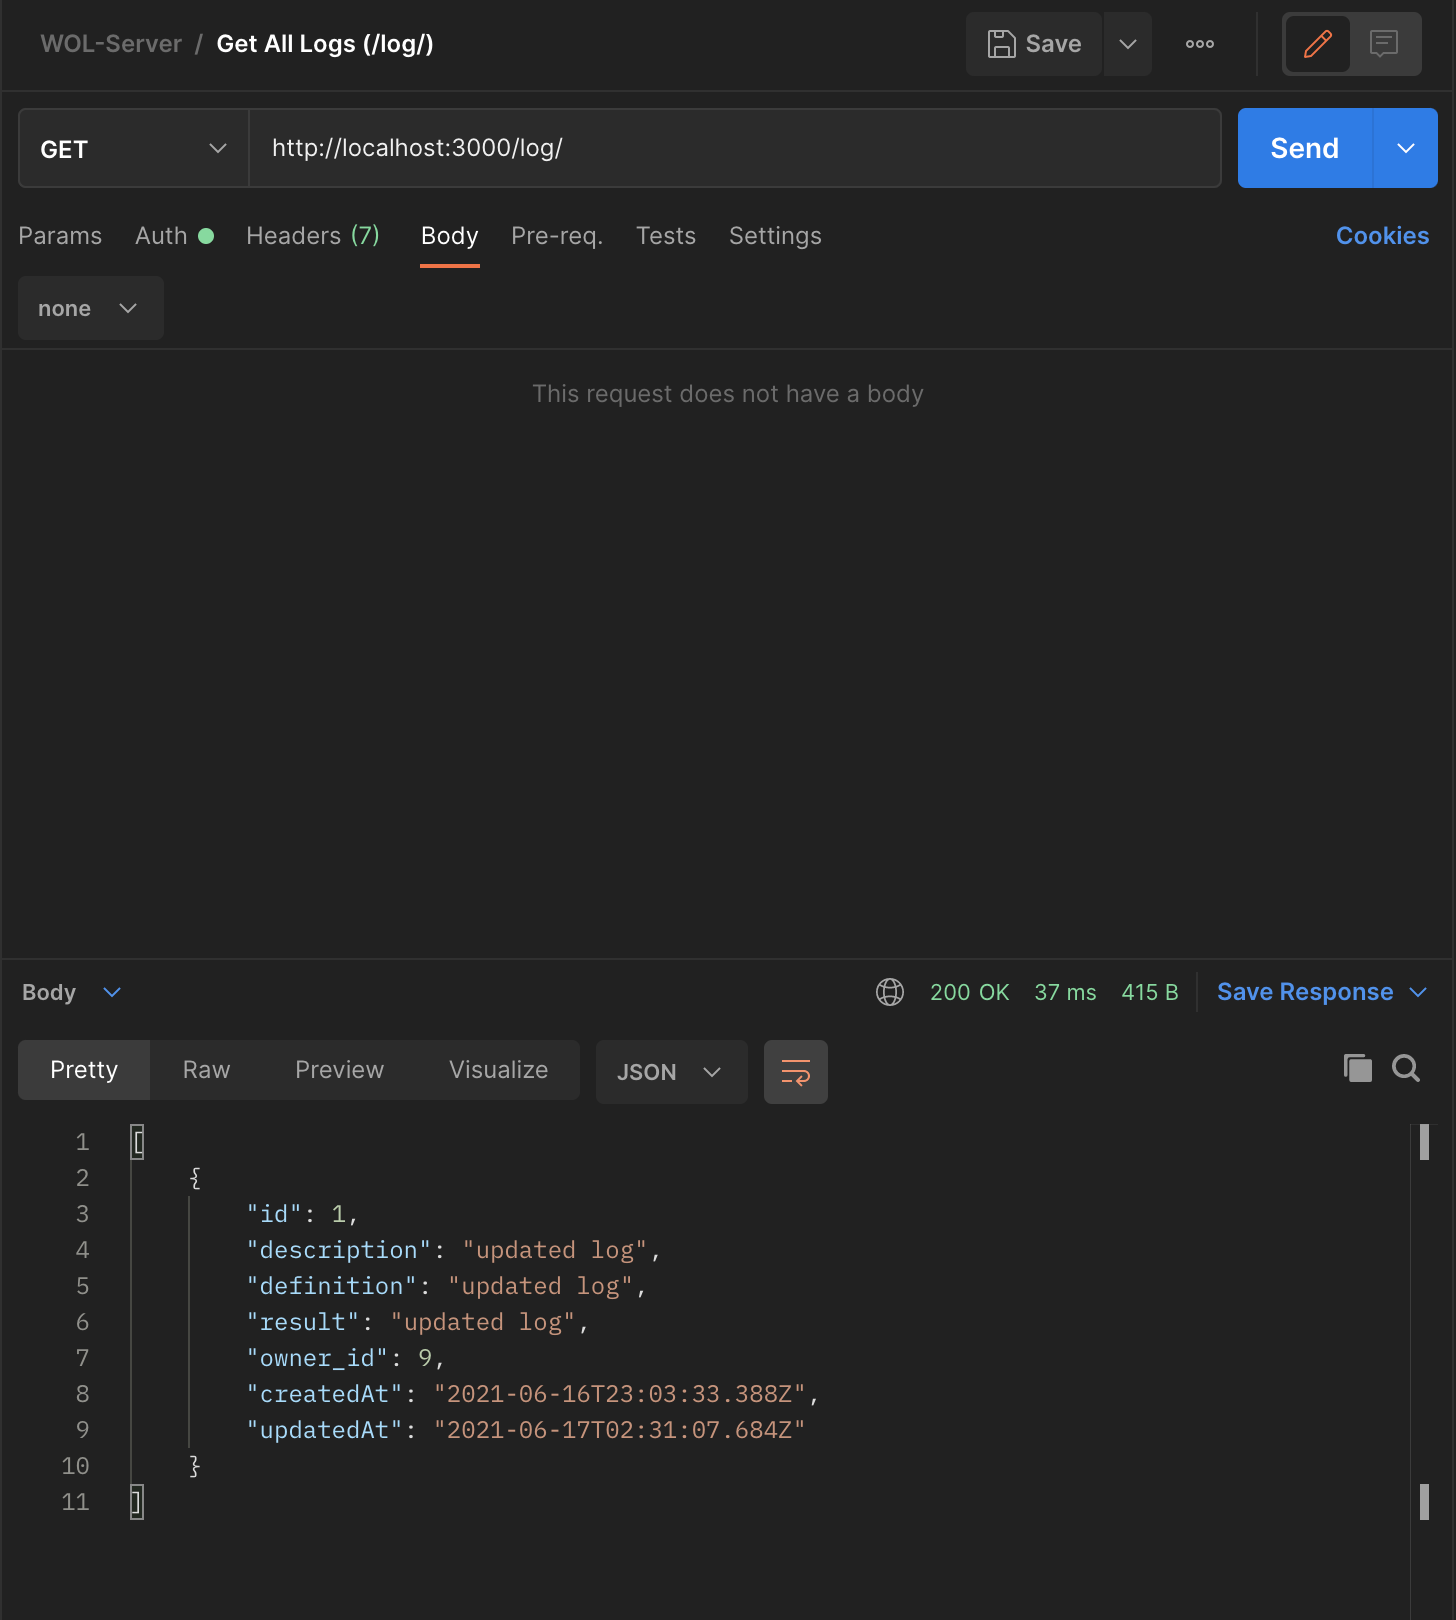 WOL-Server / Get All Logs (/log/)
Save
GET
http://localhost:3000/log/
Send
Params Auth Headers (7) Body Pre-req. Tests Settings
Cookies
none
This request does not have a body
Body
200 OK 37 ms 415 B Save Response
Pretty Raw Preview Visualize JSON
1 [
2 {
3 "id": 1,
4 "description": "updated log",
5 "definition": "updated log",
6 "result": "updated log",
7 "owner_id": 9,
8 "createdAt": "2021-06-16T23:03:33.388Z",
9 "updatedAt": "2021-06-17T02:31:07.684Z"
10 }
11 ]